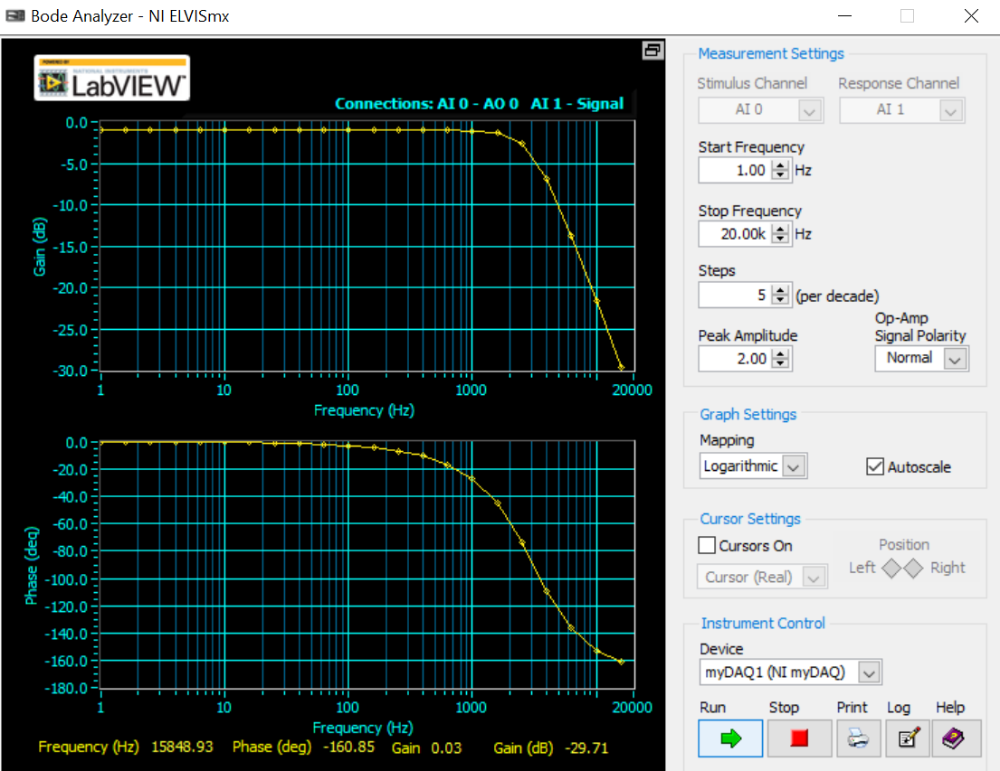 Bode Analyzer - NI ELVISmx
POWERED BY
NATIONAL INSTRUMENTS
LabVIEW™
Connections: AI 0 - AO 0 AI 1 - Signal
0.0
-5.0
-10.0
-15.0
-20.0
-25.0
-30.0
Gain (dB)
1 10 100 1000 20000
Frequency (Hz)
0.0
-20.0
-40.0
-60.0
-80.0
-100.0
-120.0
-140.0
-160.0
-180.0
Phase (deg)
1 10 100 1000 20000
Frequency (Hz)
Frequency (Hz) 15848.93 Phase (deg) -160.85 Gain 0.03 Gain (dB) -29.71
Measurement Settings
Stimulus Channel Response Channel
AI 0 AI 1
Start Frequency
1.00 Hz
Stop Frequency
20.00k Hz
Steps
5 (per decade)
Op-Amp
Peak Amplitude Signal Polarity
2.00 Normal
Graph Settings
Mapping
Logarithmic Autoscale
Cursor Settings
Cursors On Position
Left Right
Cursor (Real)
Instrument Control
Device
myDAQ1 (NI myDAQ)
Run Stop Print Log Help